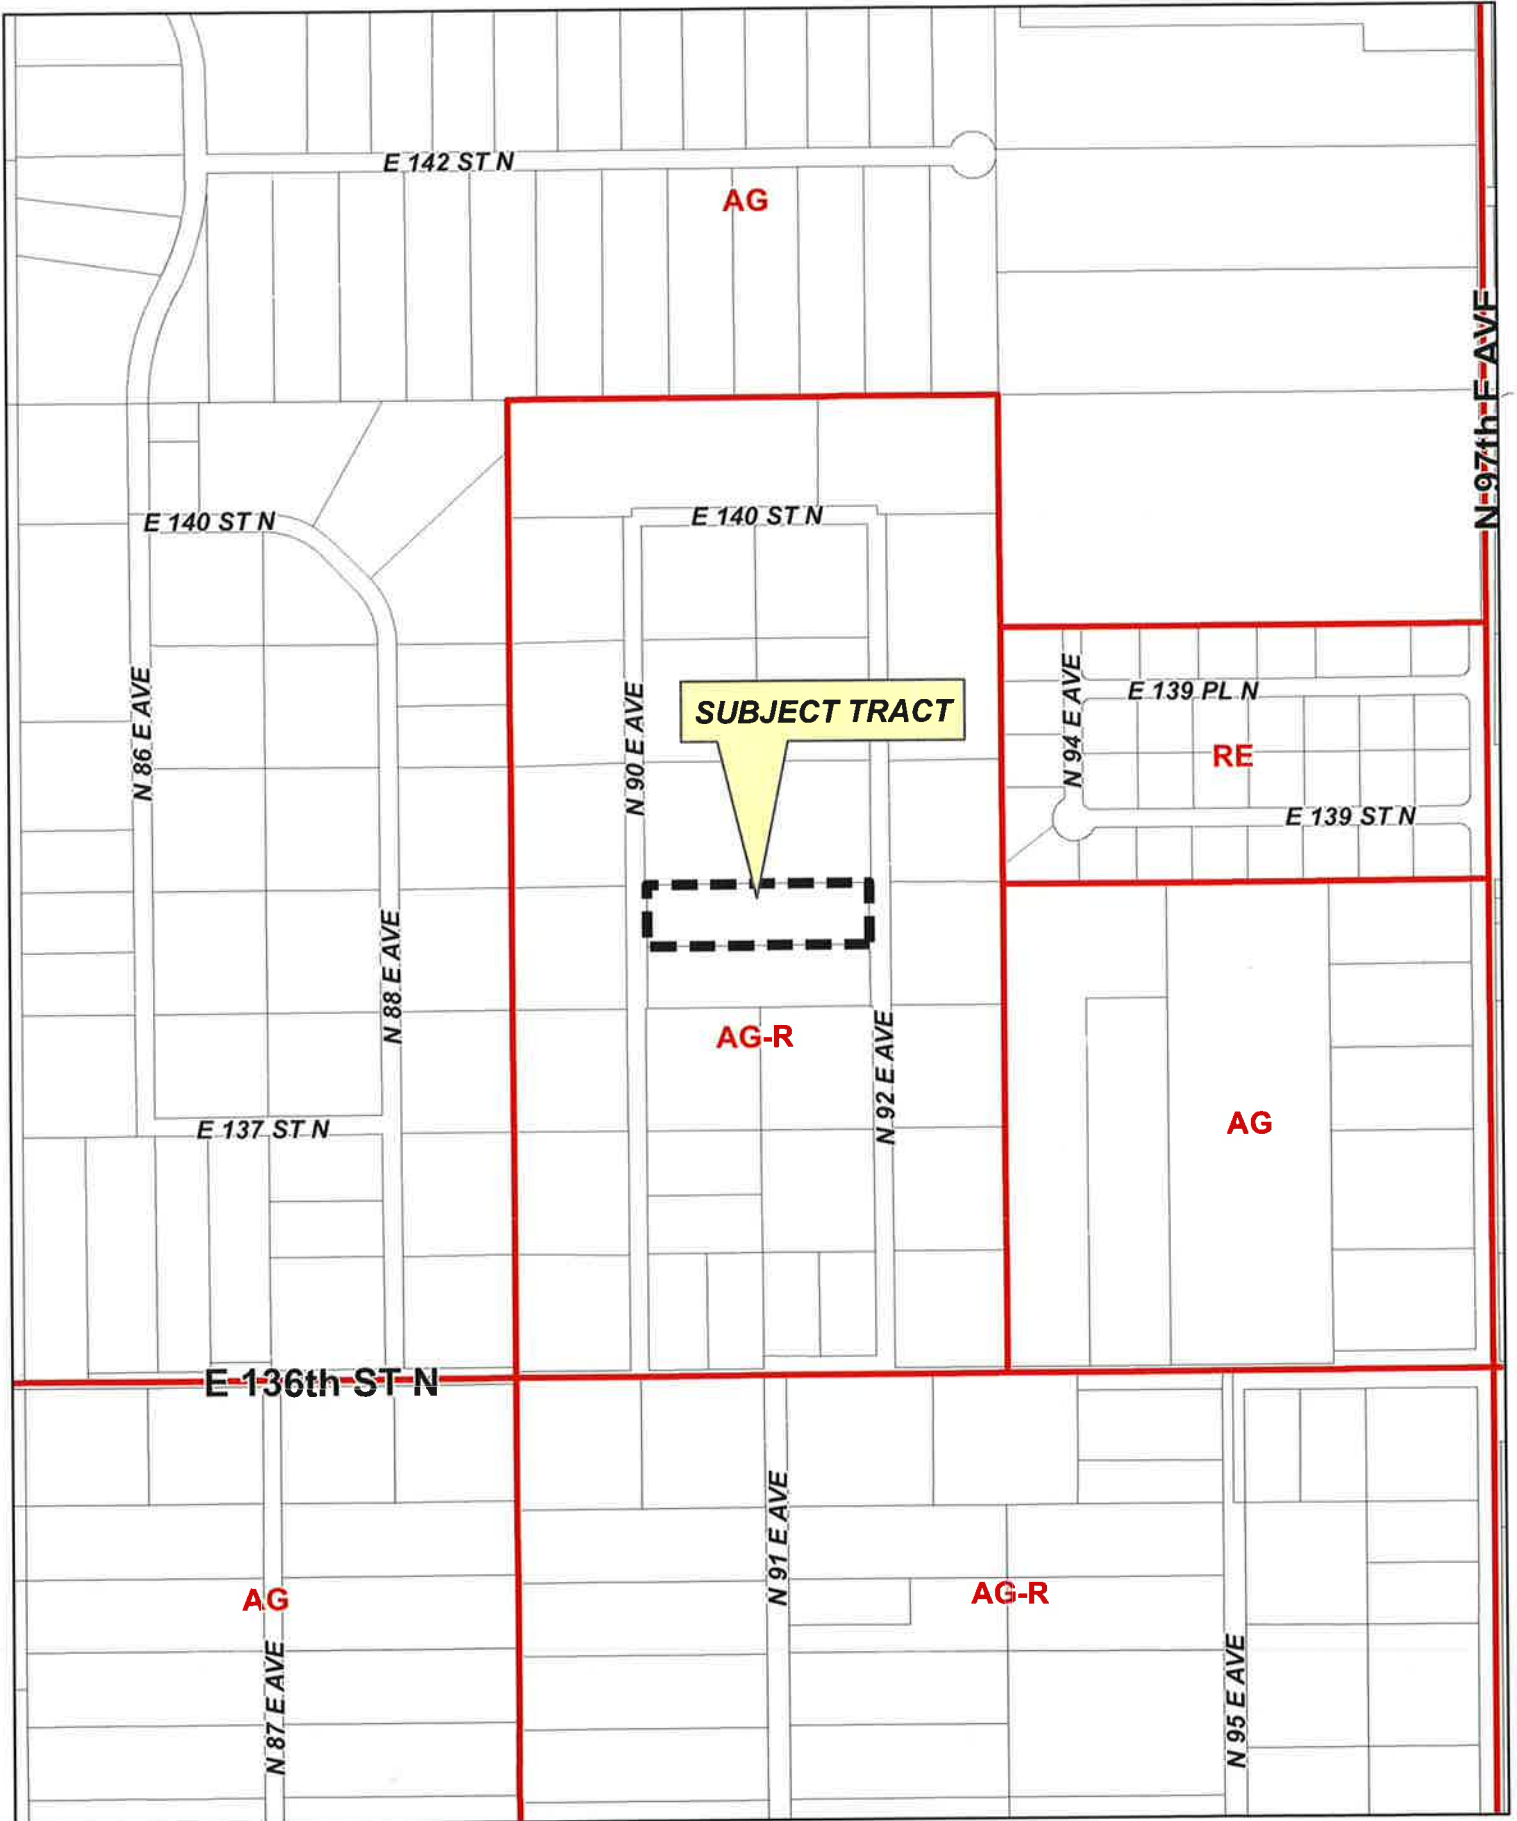 E 142 ST N
AG
N 97th E AVE
E 140 ST N
E 140 ST N
N 86 E AVE
N 90 E AVE
SUBJECT TRACT
N 94 E AVE
E 139 PL N
RE
E 139 ST N
N 88 E AVE
AG-R
N 92 E AVE
AG
E 137 ST N
E 136th ST N
N 91 E AVE
AG
AG-R
N 87 E AVE
N 95 E AVE